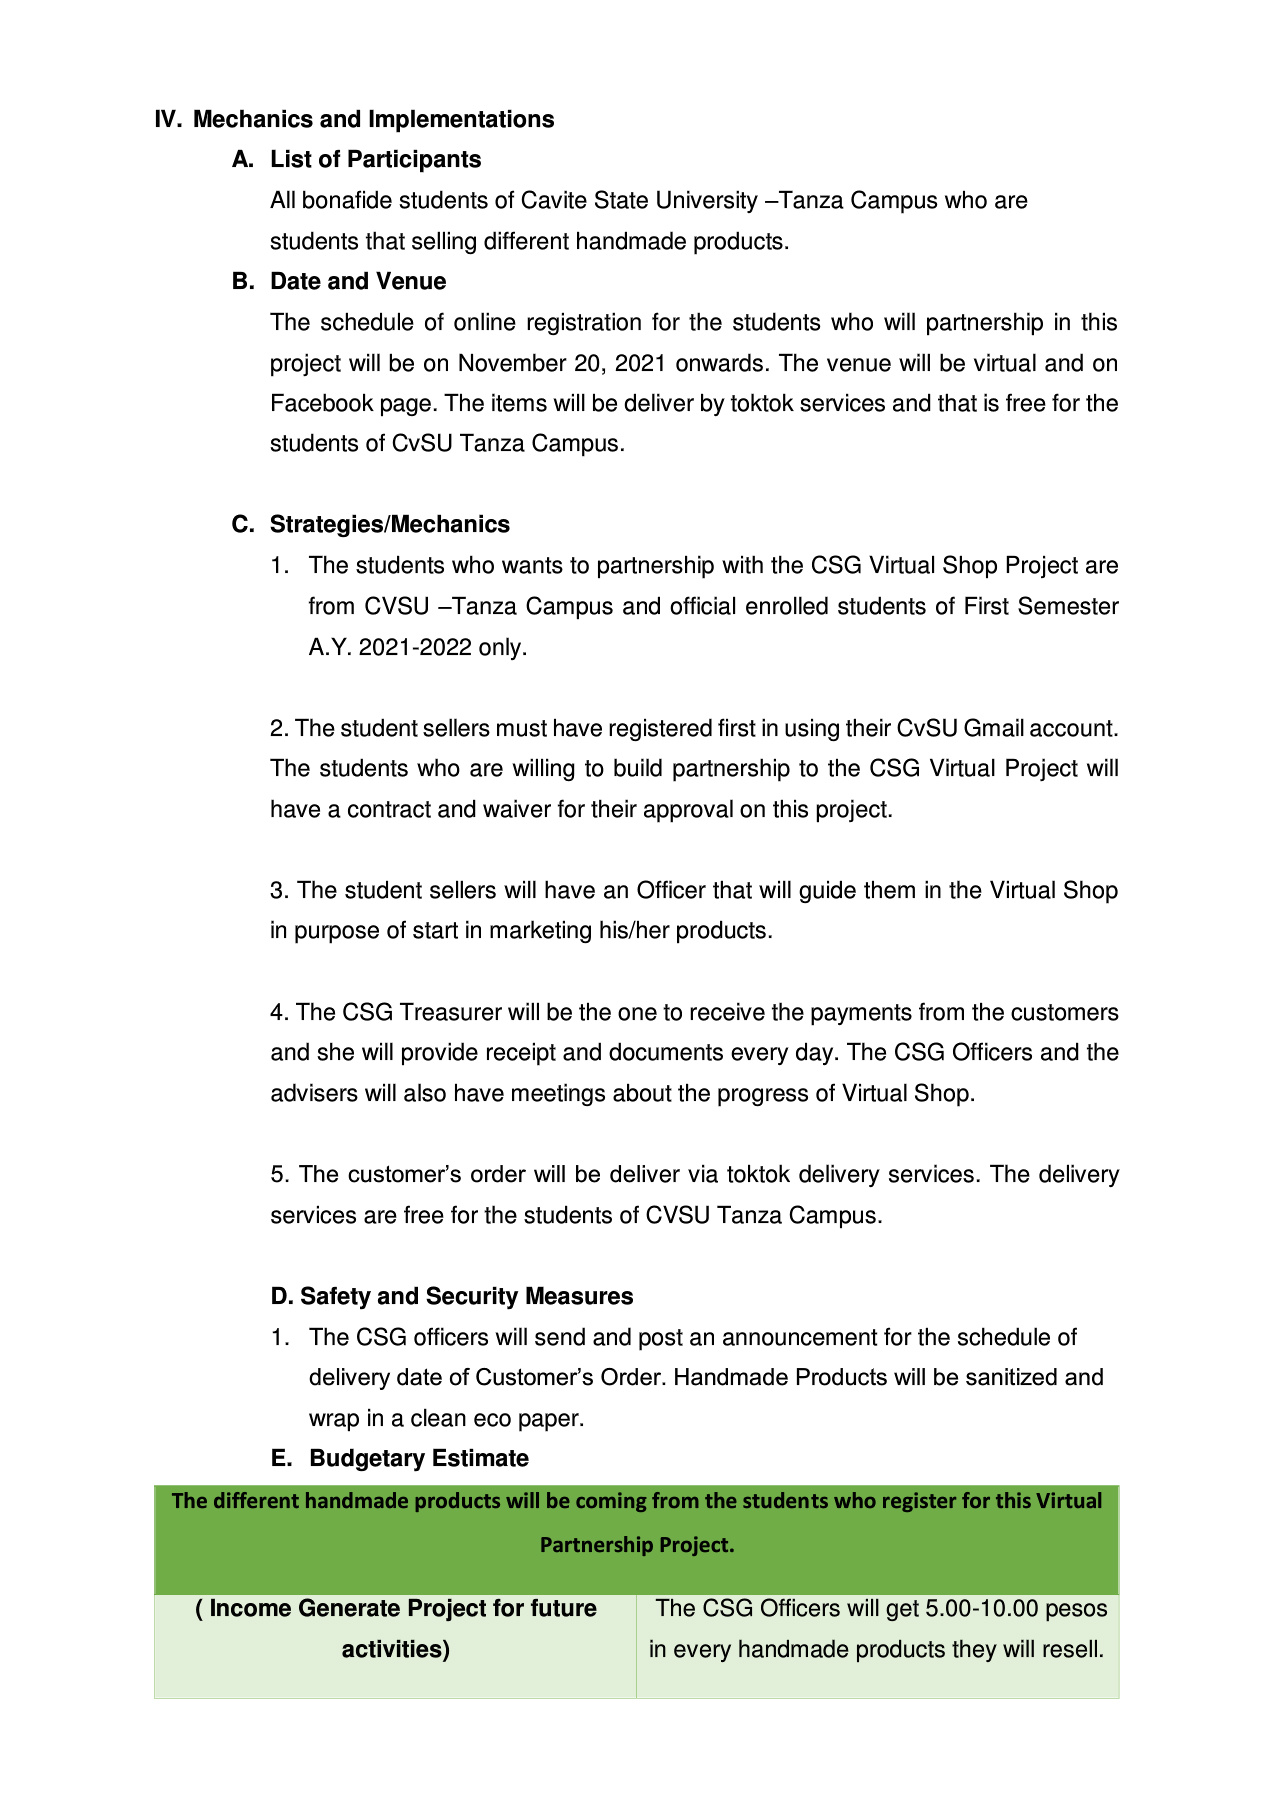 IV. Mechanics and Implementations
A. List of Participants
All bonafide students of Cavite State University –Tanza Campus who are
students that selling different handmade products.
B. Date and Venue
The schedule of online registration for the students who will partnership in this
project will be on November 20, 2021 onwards. The venue will be virtual and on
Facebook page. The items will be deliver by toktok services and that is free for the
students of CvSU Tanza Campus.
C. Strategies/Mechanics
1. The students who wants to partnership with the CSG Virtual Shop Project are
from CVSU –Tanza Campus and official enrolled students of First Semester
A.Y. 2021-2022 only.
2. The student sellers must have registered first in using their CvSU Gmail account.
The students who are willing to build partnership to the CSG Virtual Project will
have a contract and waiver for their approval on this project.
3. The student sellers will have an Officer that will guide them in the Virtual Shop
in purpose of start in marketing his/her products.
4. The CSG Treasurer will be the one to receive the payments from the customers
and she will provide receipt and documents every day. The CSG Officers and the
advisers will also have meetings about the progress of Virtual Shop.
5. The customer’s order will be deliver via toktok delivery services. The delivery
services are free for the students of CVSU Tanza Campus.
D. Safety and Security Measures
1. The CSG officers will send and post an announcement for the schedule of
delivery date of Customer’s Order. Handmade Products will be sanitized and
wrap in a clean eco paper.
E. Budgetary Estimate
The different handmade products will be coming from the students who register for this Virtual
Partnership Project.
( Income Generate Project for future
activities)
The CSG Officers will get 5.00-10.00 pesos
in every handmade products they will resell.